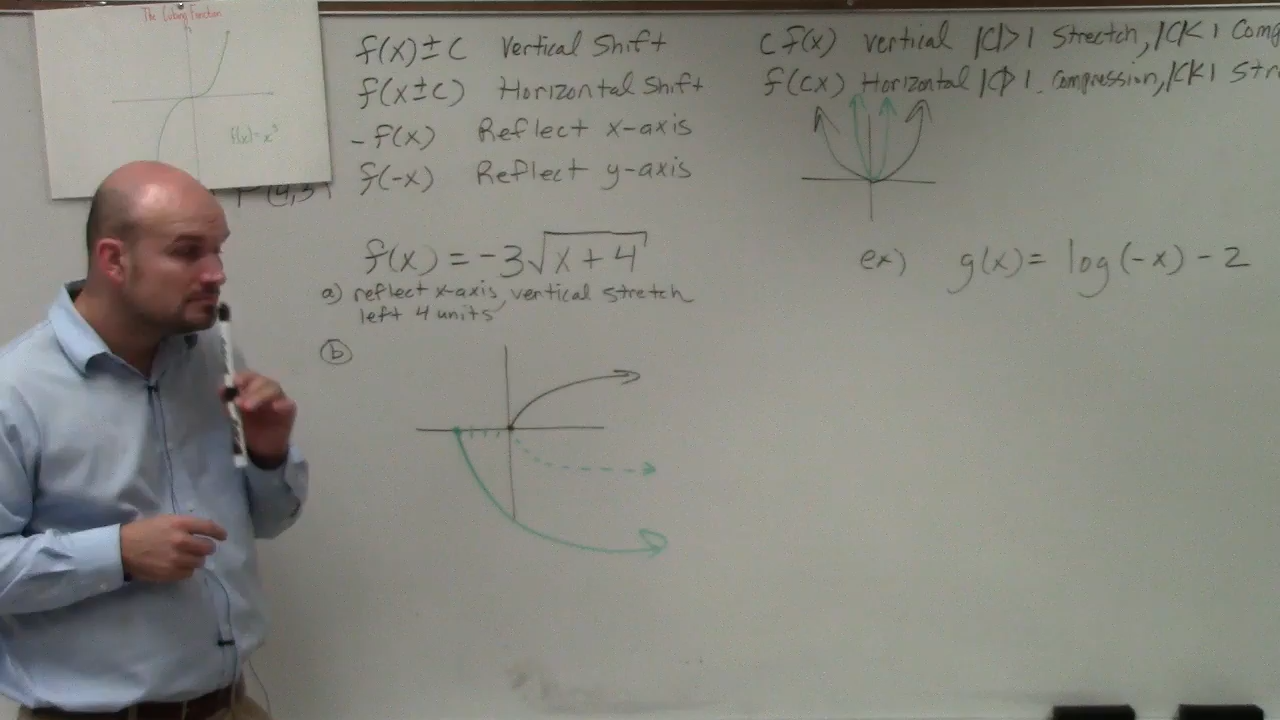 The Cubing Function
f(x) = x³
f(x) ± C Vertical Shift
f(x ± C) Horizontal Shift
- f(x) Reflect x-axis
f(-x) Reflect y-axis
C f(x) vertical |C|>1 Stretch, |C|<1 Comp
f(cx) Horizontal |C|>1 Compression, |C|<1 Str
f(x) = -3√x + 4
a) reflect x-axis, vertical stretch
left 4 units
b
ex) g(x) = log(-x) - 2